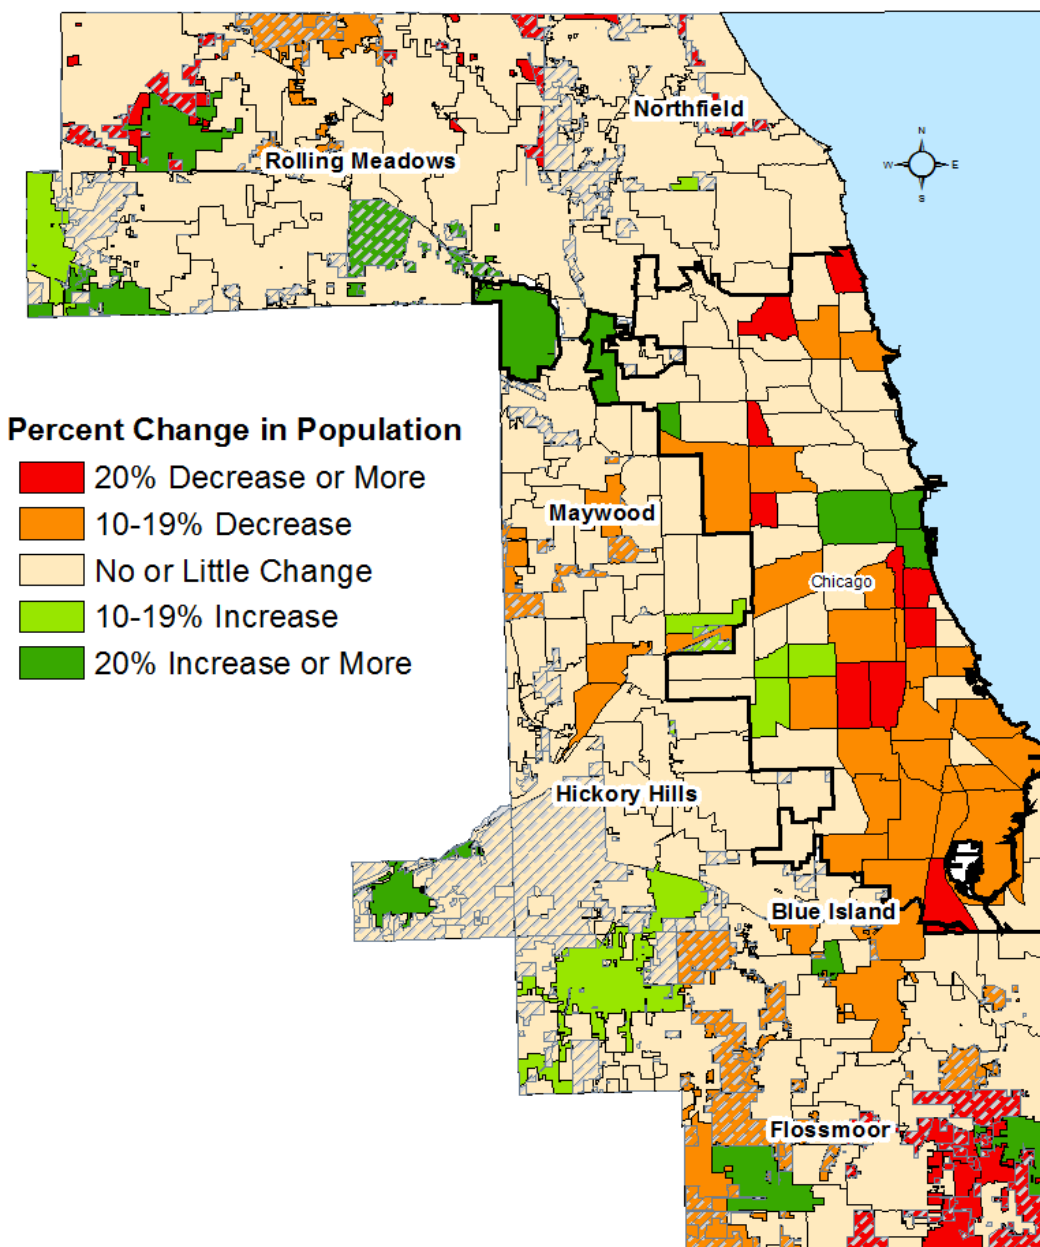 Northfield
N
W E
S
Rolling Meadows
Percent Change in Population
20% Decrease or More
10-19% Decrease
No or Little Change
10-19% Increase
20% Increase or More
Maywood
Chicago
Hickory Hills
Blue Island
Flossmoor